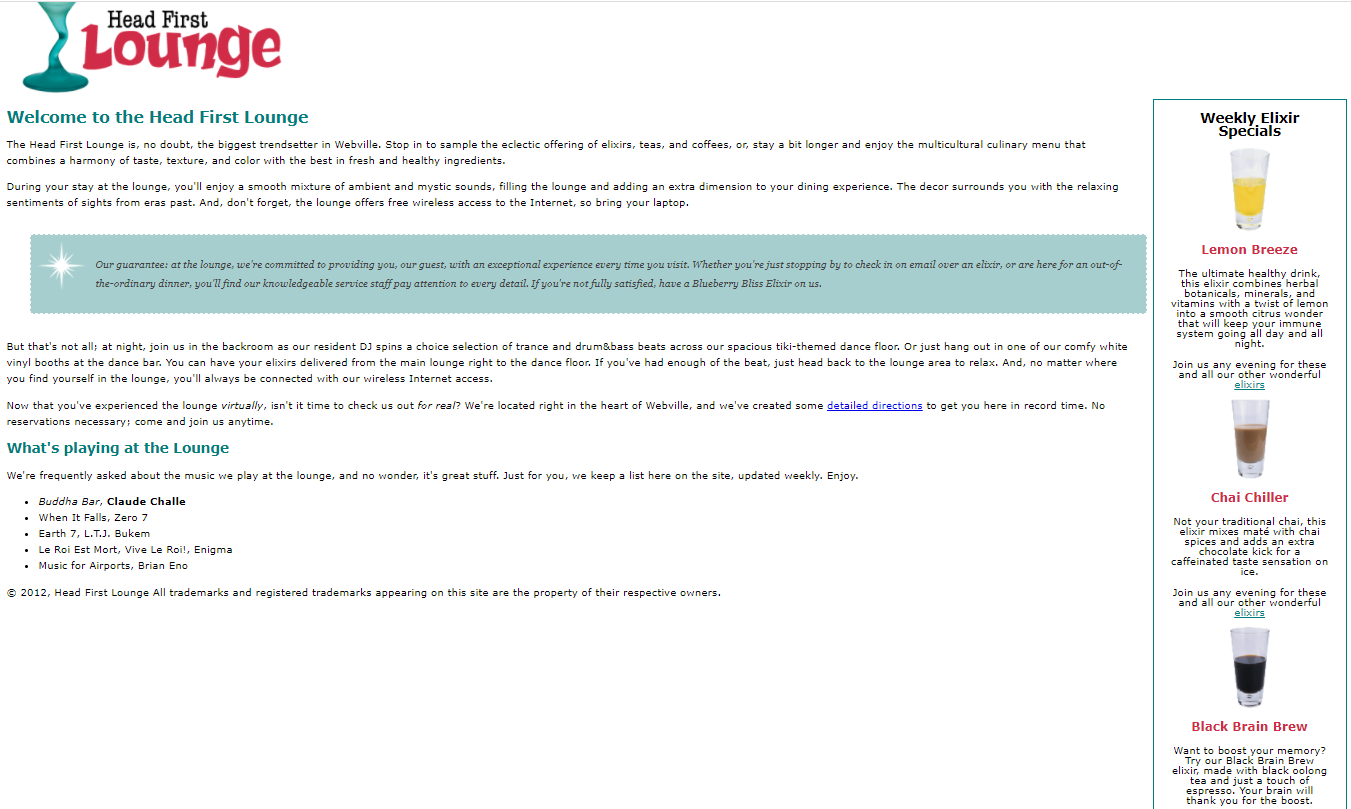 Head First
Lounge
Welcome to the Head First Lounge
The Head First Lounge is, no doubt, the biggest trendsetter in Webville. Stop in to sample the eclectic offering of elixirs, teas, and coffees, or, stay a bit longer and enjoy the multicultural culinary menu that
combines a harmony of taste, texture, and color with the best in fresh and healthy ingredients.
During your stay at the lounge, you'll enjoy a smooth mixture of ambient and mystic sounds, filling the lounge and adding an extra dimension to your dining experience. The decor surrounds you with the relaxing
sentiments of sights from eras past. And, don't forget, the lounge offers free wireless access to the Internet, so bring your laptop.
Our guarantee: at the lounge, we're committed to providing you, our guest, with an exceptional experience every time you visit. Whether you're just stopping by to check in on email over an elixir, or are here for an out-of-
the-ordinary dinner, you'll find our knowledgeable service staff pay attention to every detail. If you're not fully satisfied, have a Blueberry Bliss Elixir on us.
But that's not all; at night, join us in the backroom as our resident DJ spins a choice selection of trance and drum&bass beats across our spacious tiki-themed dance floor. Or just hang out in one of our comfy white
vinyl booths at the dance bar. You can have your elixirs delivered from the main lounge right to the dance floor. If you've had enough of the beat, just head back to the lounge area to relax. And, no matter where
you find yourself in the lounge, you'll always be connected with our wireless Internet access.
Now that you've experienced the lounge virtually, isn't it time to check us out for real? We're located right in the heart of Webville, and we've created some detailed directions to get you here in record time. No
reservations necessary; come and join us anytime.
What's playing at the Lounge
We're frequently asked about the music we play at the lounge, and no wonder, it's great stuff. Just for you, we keep a list here on the site, updated weekly. Enjoy.
• Buddha Bar, Claude Challe
• When It Falls, Zero 7
• Earth 7, L.T.J. Bukem
• Le Roi Est Mort, Vive Le Roi!, Enigma
• Music for Airports, Brian Eno
© 2012, Head First Lounge All trademarks and registered trademarks appearing on this site are the property of their respective owners.
Weekly Elixir
Specials
Lemon Breeze
The ultimate healthy drink,
this elixir combines herbal
botanicals, minerals, and
vitamins with a twist of lemon
into a smooth citrus wonder
that will keep your immune
system going all day and all
night.
Join us any evening for these
and all our other wonderful
elixirs
Chai Chiller
Not your traditional chai, this
elixir mixes maté with chai
spices and adds an extra
chocolate kick for a
caffeinated taste sensation on
ice.
Join us any evening for these
and all our other wonderful
elixirs
Black Brain Brew
Want to boost your memory?
Try our Black Brain Brew
elixir, made with black oolong
tea and just a touch of
espresso. Your brain will
thank you for the boost.